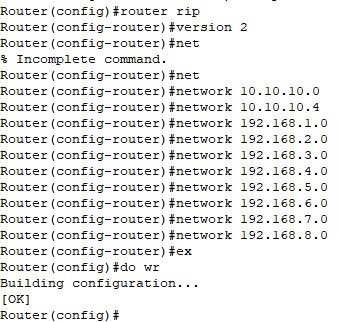 Router(config)#router rip
Router(config-router)#version 2
Router(config-router)#net
% Incomplete command.
Router(config-router)#net
Router(config-router)#network 10.10.10.0
Router(config-router)#network 10.10.10.4
Router(config-router)#network 192.168.1.0
Router(config-router)#network 192.168.2.0
Router(config-router)#network 192.168.3.0
Router(config-router)#network 192.168.4.0
Router(config-router)#network 192.168.5.0
Router(config-router)#network 192.168.6.0
Router(config-router)#network 192.168.7.0
Router(config-router)#network 192.168.8.0
Router(config-router)#ex
Router(config)#do wr
Building configuration...
[OK]
Router(config)#